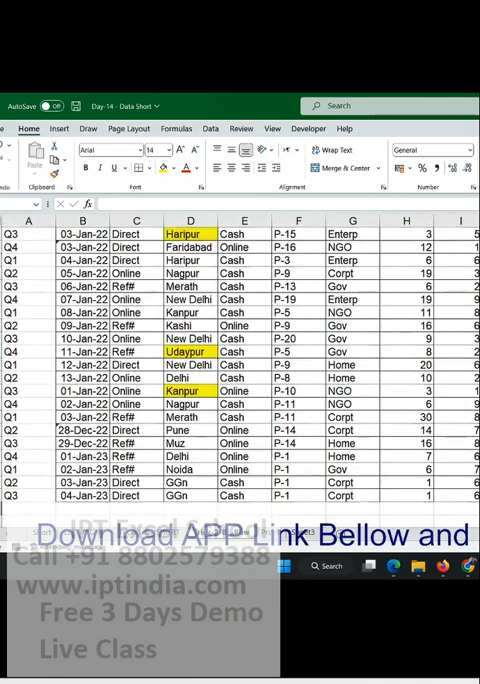 AutoSave Off Day-14 - Data Short Search
Home Insert Draw Page Layout Formulas Data Review View Developer Help
Paste Arial 14 A A Wrap Text General
B I U A Merge & Center % 
Clipboard Font Alignment Number
fx
A B C D E F G H I
Q3 03-Jan-22 Direct Haripur Cash P-15 Enterp 3 5
Q4 03-Jan-22 Direct Faridabad Online P-16 NGO 12 1
Q1 04-Jan-22 Direct Haripur Cash P-3 Enterp 6 6
Q2 05-Jan-22 Online Nagpur Cash P-9 Corpt 19 3
Q3 06-Jan-22 Ref# Merath Cash P-13 Gov 6 2
Q4 07-Jan-22 Online New Delhi Cash P-19 Enterp 19 9
Q1 08-Jan-22 Online Kanpur Cash P-5 NGO 11 8
Q2 09-Jan-22 Ref# Kashi Online P-9 Gov 16 6
Q3 10-Jan-22 Online New Delhi Cash P-20 Gov 9 3
Q4 11-Jan-22 Ref# Udaypur Cash P-5 Gov 8 2
Q1 12-Jan-22 Direct New Delhi Cash P-9 Home 20 6
Q2 13-Jan-22 Online Delhi Cash P-8 Home 10 2
Q3 01-Jan-22 Online Kanpur Online P-10 NGO 3 1
Q4 02-Jan-22 Online Nagpur Cash P-11 NGO 6 9
Q1 03-Jan-22 Ref# Merath Cash P-11 Corpt 30 8
Q2 28-Dec-22 Direct Pune Online P-14 Corpt 14 7
Q3 29-Dec-22 Ref# Muz Online P-14 Home 16 8
Q4 01-Jan-23 Ref# Delhi Online P-1 Home 7 6
Q1 02-Jan-23 Ref# Noida Online P-1 Gov 6 7
Q2 03-Jan-23 Direct GGn Cash P-1 Corpt 1 6
Q3 04-Jan-23 Direct GGn Cash P-1 Corpt 1 6
Download APP Link Bellow and
IPT Excel
Call +91 8802579388
Search
www.iptindia.com
Free 3 Days Demo
Live Class